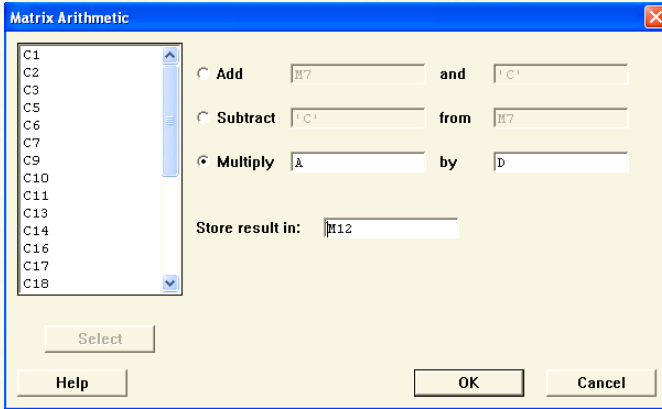 Matrix Arithmetic
C1
C2
C3
C5
C6
C7
C9
C10
C11
C13
C14
C16
C17
C18
Add M7 and 'C'
Subtract 'C' from M7
Multiply A by D
Store result in: M12
Select
Help OK Cancel